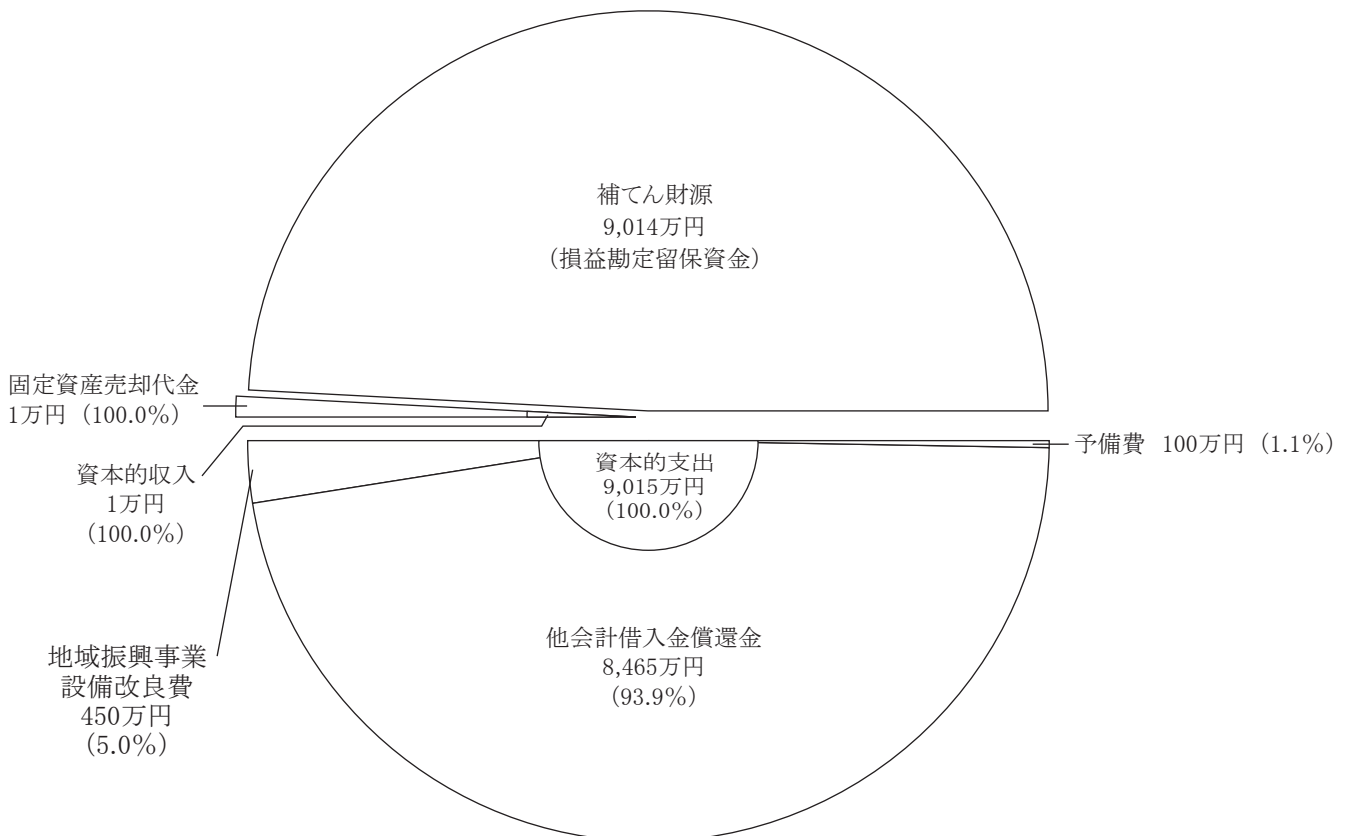 補てん財源
9,014万円
（損益勘定留保資金）
固定資産売却代金
1万円（100.0％）
資本的収入
1万円
（100.0％）
資本的支出
9,015万円
（100.0％）
予備費 100万円（1.1％）
他会計借入金償還金
8,465万円
（93.9％）
地域振興事業
設備改良費
450万円
（5.0％）